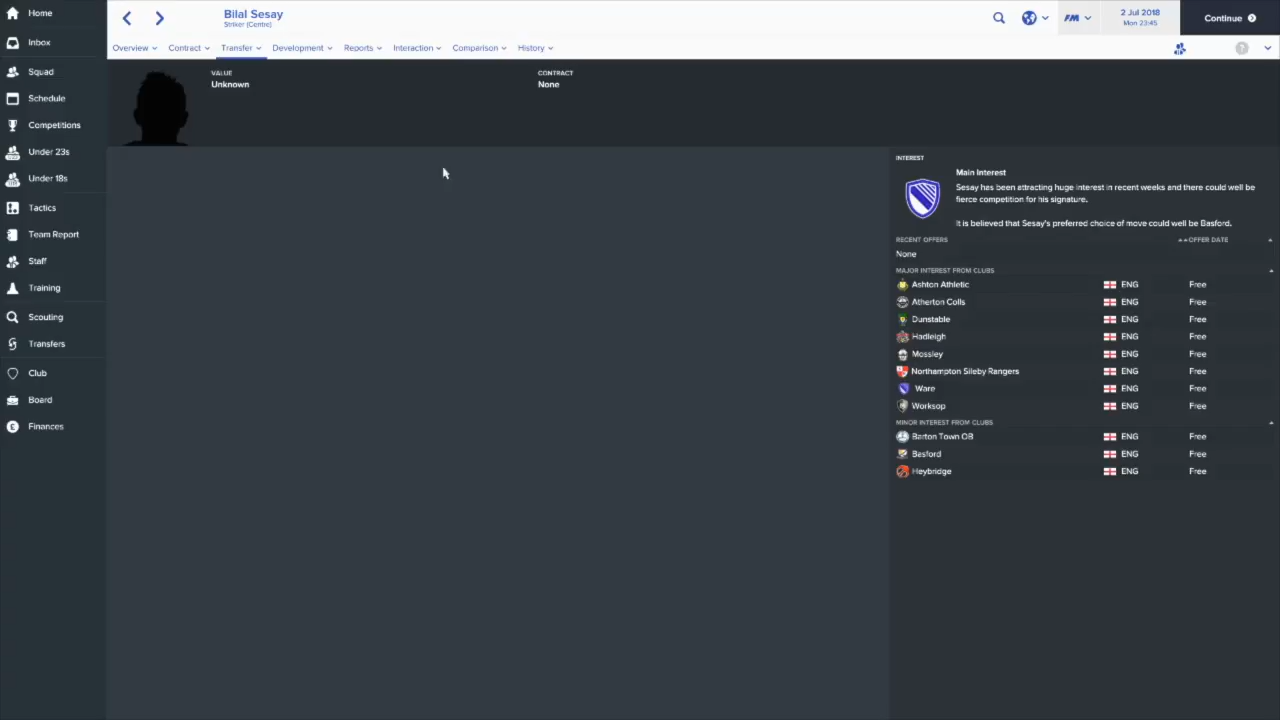 Home
Inbox
Squad
Schedule
Competitions
Under 23s
Under 18s
Tactics
Team Report
Staff
Training
Scouting
Transfers
Club
Board
Finances
Bilal Sesay
Striker (Centre)
FM
2 Jul 2018
Mon 23:45
Continue
Overview Contract Transfer Development Reports Interaction Comparison History
VALUE
Unknown
CONTRACT
None
INTEREST
Main Interest
Sesay has been attracting huge interest in recent weeks and there could well be
fierce competition for his signature.
It is believed that Sesay's preferred choice of move could well be Basford.
RECENT OFFERS OFFER DATE
None
MAJOR INTEREST FROM CLUBS
Ashton Athletic ENG Free
Atherton Colls ENG Free
Dunstable ENG Free
Hadleigh ENG Free
Mossley ENG Free
Northampton Sileby Rangers ENG Free
Ware ENG Free
Worksop ENG Free
MINOR INTEREST FROM CLUBS
Barton Town OB ENG Free
Basford ENG Free
Heybridge ENG Free